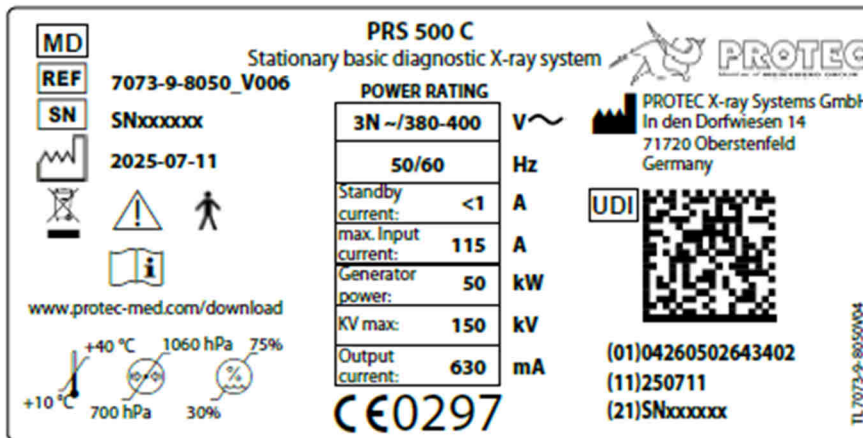 PRS 500 C
Stationary basic diagnostic X-ray system
PROTEC
MD
REF 7073-9-8050_V006
SN SNxxxxxx
2025-07-11
i
www.protec-med.com/download
+40 °C
+10 °C
1060 hPa
700 hPa
75%
%
30%
POWER RATING
3N ~/380-400 V~
50/60 Hz
Standby current: <1 A
max. Input current: 115 A
Generator power: 50 kW
KV max: 150 kV
Output current: 630 mA
CE0297
PROTEC X-ray Systems GmbH
In den Dorfwiesen 14
71720 Oberstenfeld
Germany
UDI
(01)04260502643402
(11)250711
(21)SNxxxxxx
TL7073-9-8050V04